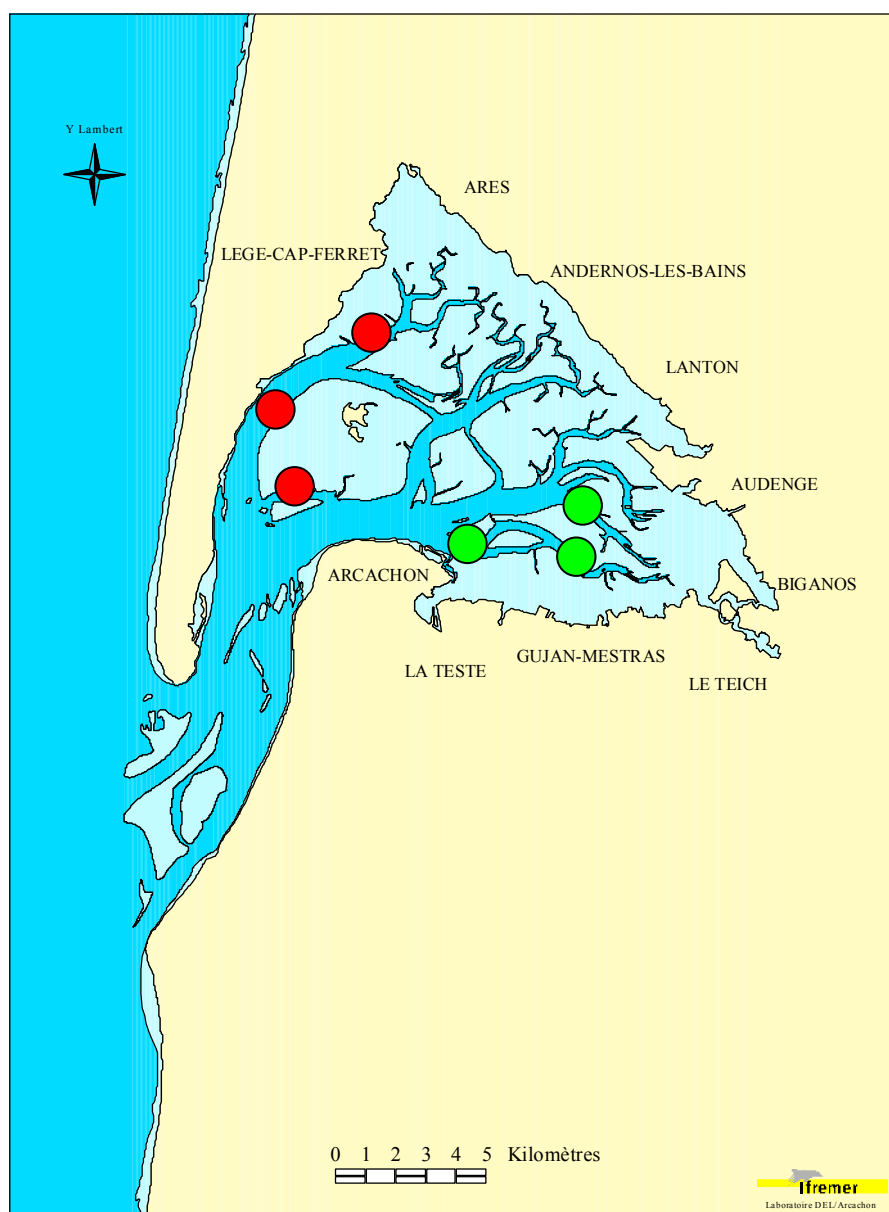 Y Lambert
ARES
LEGE-CAP-FERRET
ANDERNOS-LES-BAINS
LANTON
AUDENGE
ARCACHON
BIGANOS
LA TESTE
GUJAN-MESTRAS
LE TEICH
0 1 2 3 4 5 Kilomètres
Ifremer
Laboratoire DEL/Arcachon